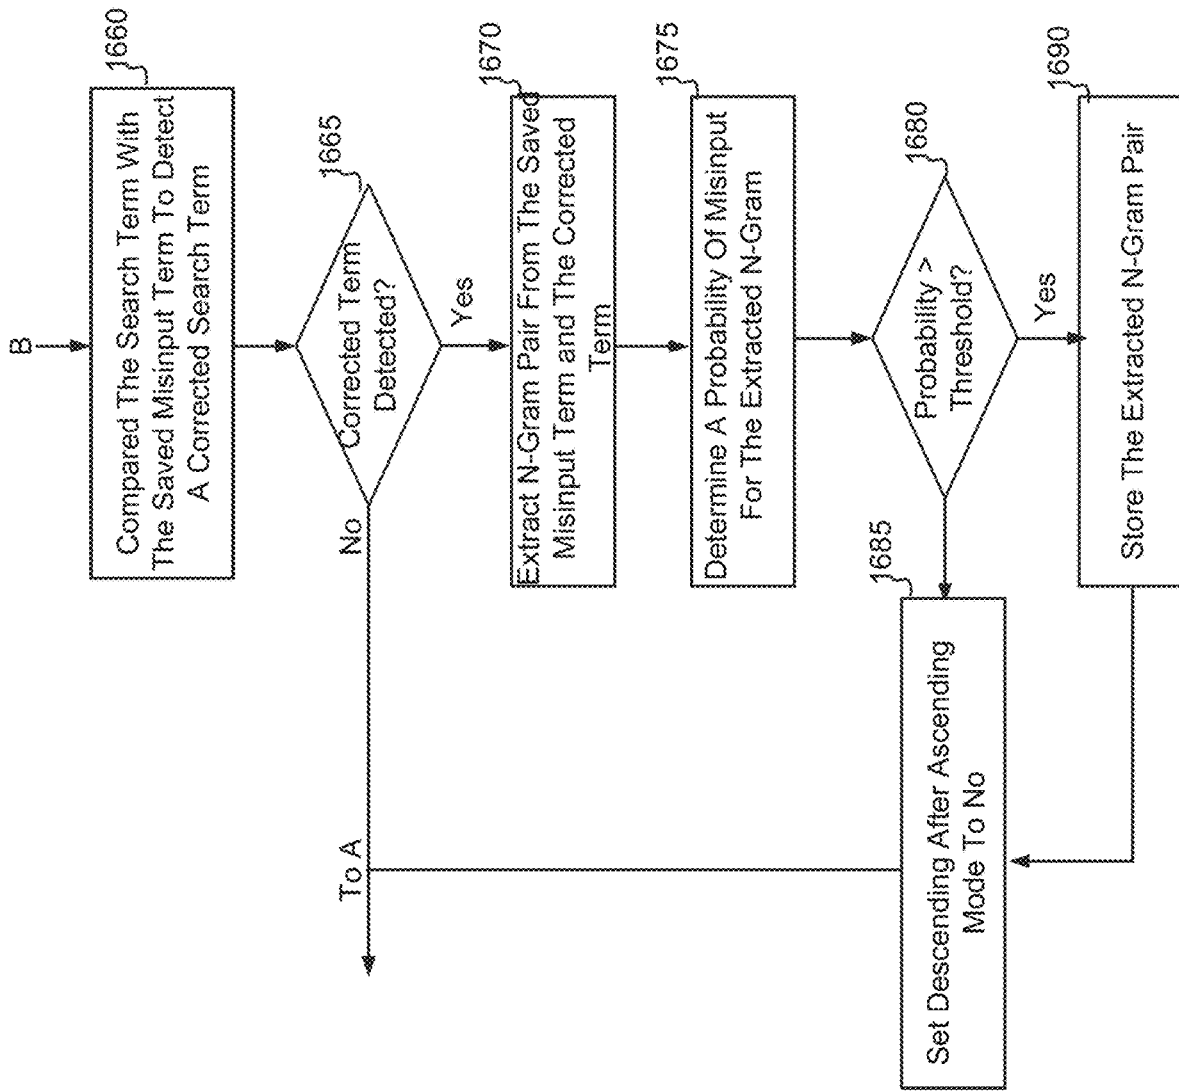 B
1660
Compared The Search Term With
The Saved Misinput Term To Detect
A Corrected Search Term
1665
Corrected Term
Detected?
No
Yes
To A
1670
Extract N-Gram Pair From The Saved
Misinput Term and The Corrected
Term
1675
Determine A Probability Of Misinput
For The Extracted N-Gram
1680
Probability >
Threshold?
Yes
1685
Set Descending After Ascending
Mode To No
1690
Store The Extracted N-Gram Pair